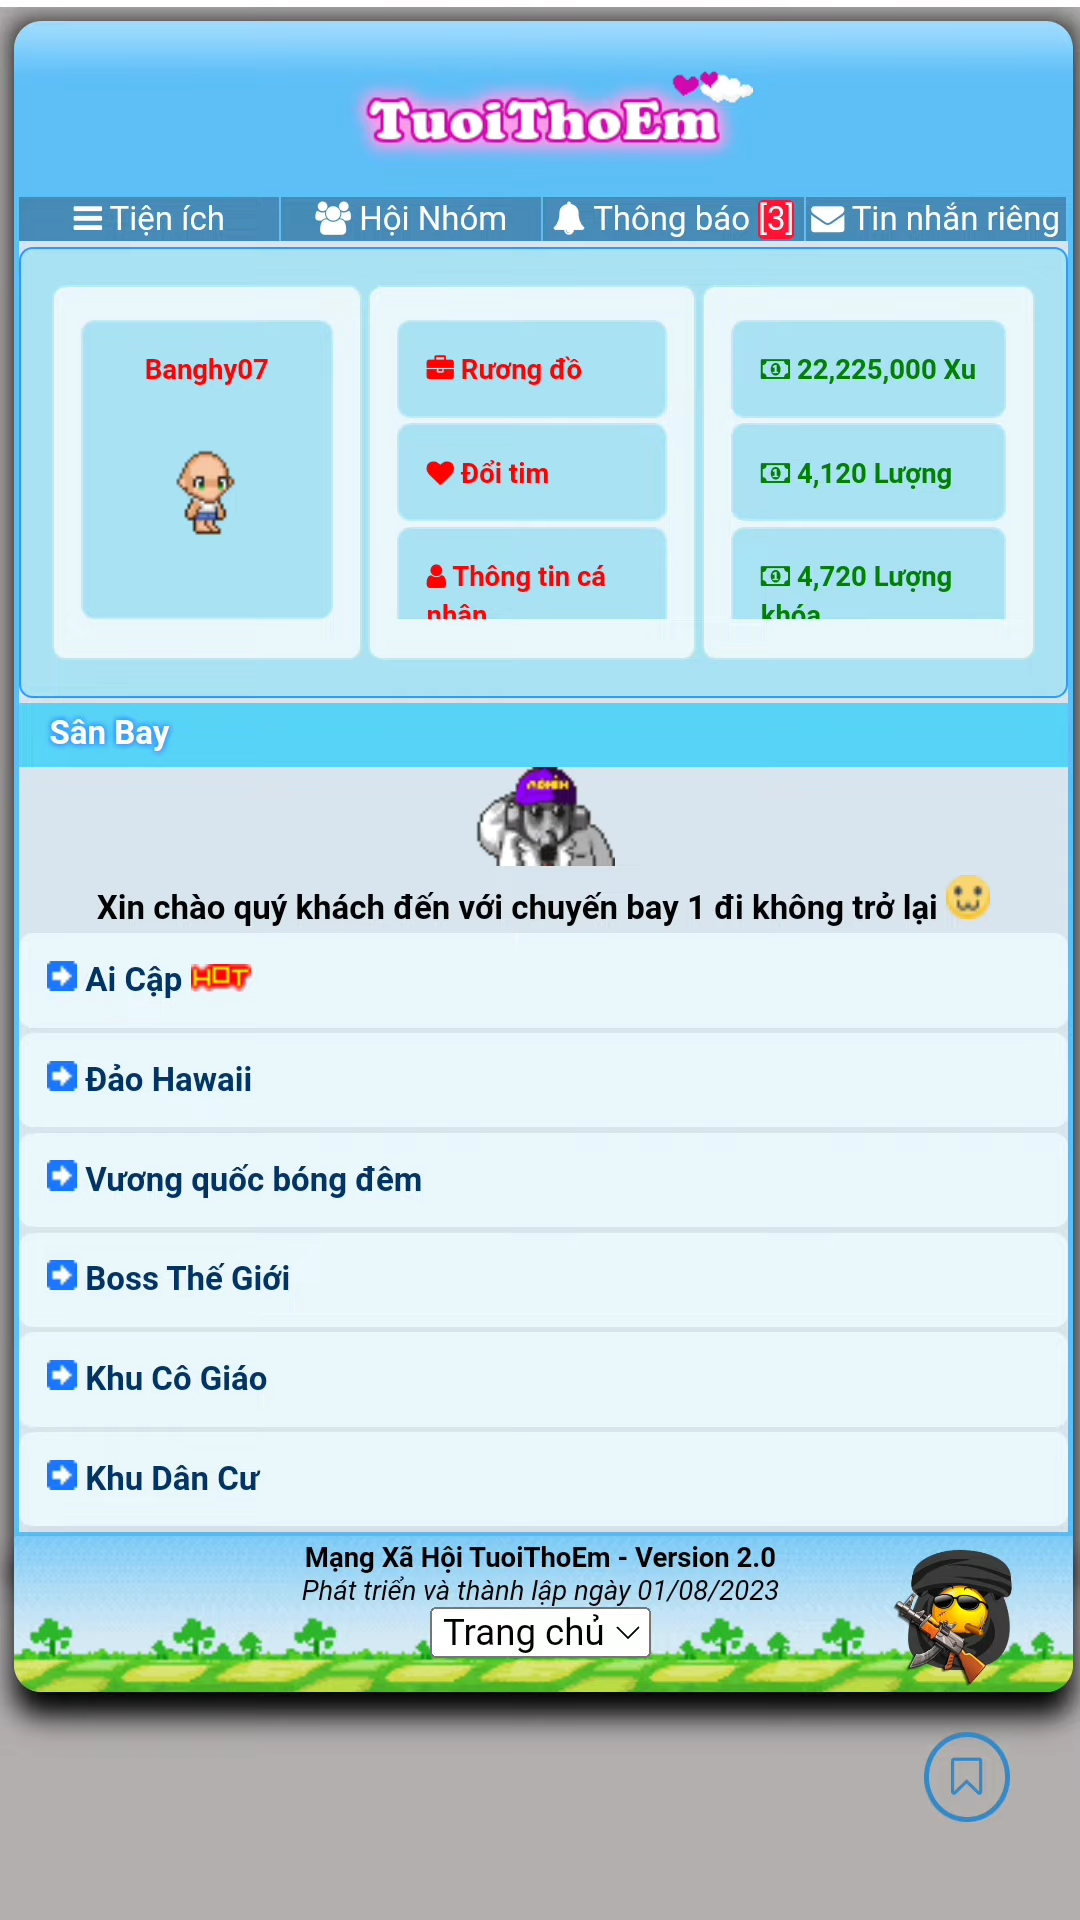 TuoiThoEm
Tiện ích
Hội Nhóm
Thông báo [3]
Tin nhắn riêng
Banghy07
Rương đồ
Đổi tim
Thông tin cá
nhân
22,225,000 Xu
4,120 Lượng
4,720 Lượng
khóa
Sân Bay
ADMIN
Xin chào quý khách đến với chuyến bay 1 đi không trở lại
Ai Cập HOT
Đảo Hawaii
Vương quốc bóng đêm
Boss Thế Giới
Khu Cô Giáo
Khu Dân Cư
Mạng Xã Hội TuoiThoEm - Version 2.0
Phát triển và thành lập ngày 01/08/2023
Trang chủ